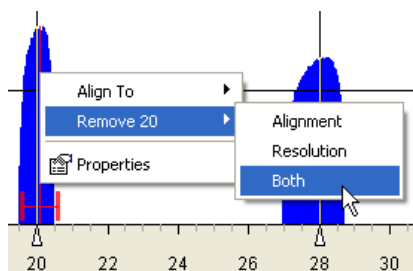 Align To
Remove 20
Alignment
Resolution
Properties
Both
20 22 24 26 28 30